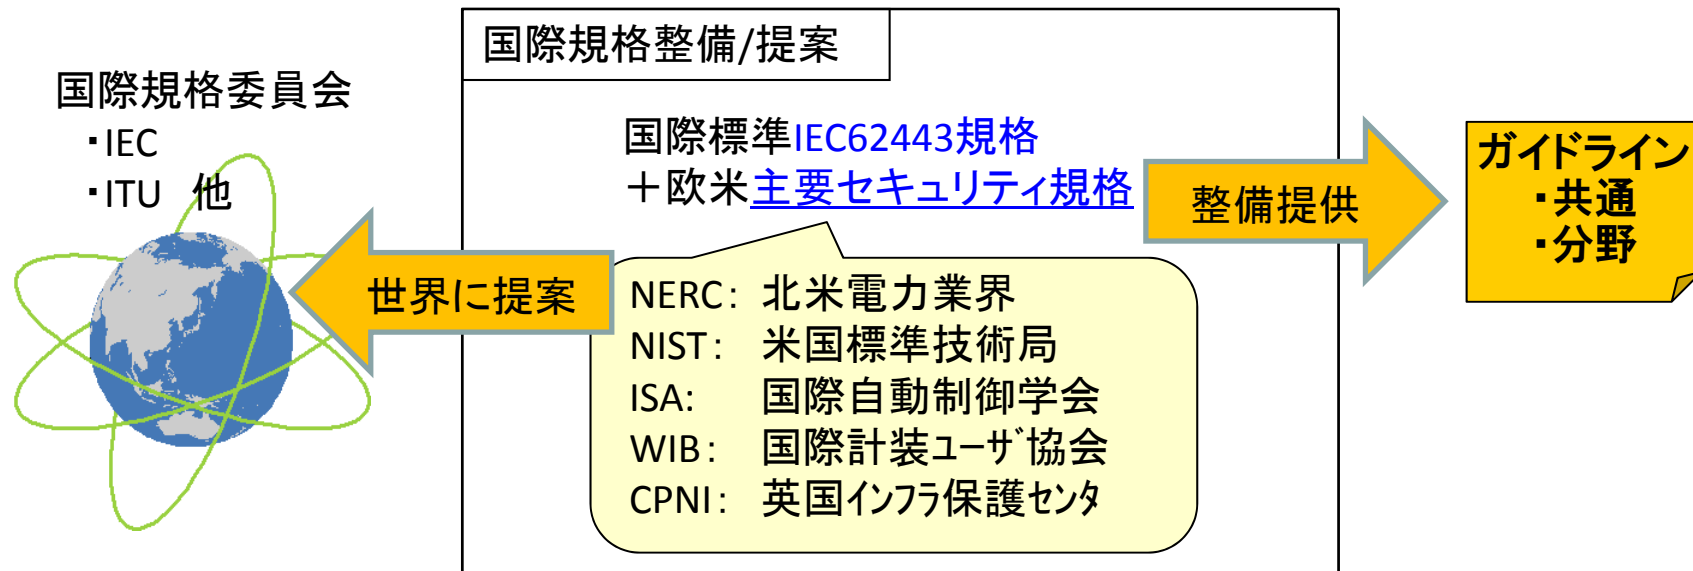 国際規格整備/提案
国際規格委員会
・IEC
・ITU　他
世界に提案
国際標準IEC62443規格
＋欧米主要セキュリティ規格
NERC： 北米電力業界
NIST： 米国標準技術局
ISA: 国際自動制御学会
WIB： 国際計装ﾕｰｻﾞ協会
CPNI： 英国ｲﾝﾌﾗ保護ｾﾝﾀ
整備提供
ガイドライン
・共通
・分野